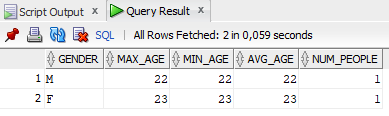 Script Output x Query Result x
SQL | All Rows Fetched: 2 in 0,059 seconds
GENDER MAX_AGE MIN_AGE AVG_AGE NUM_PEOPLE
1 M 22 22 22 1
2 F 23 23 23 1